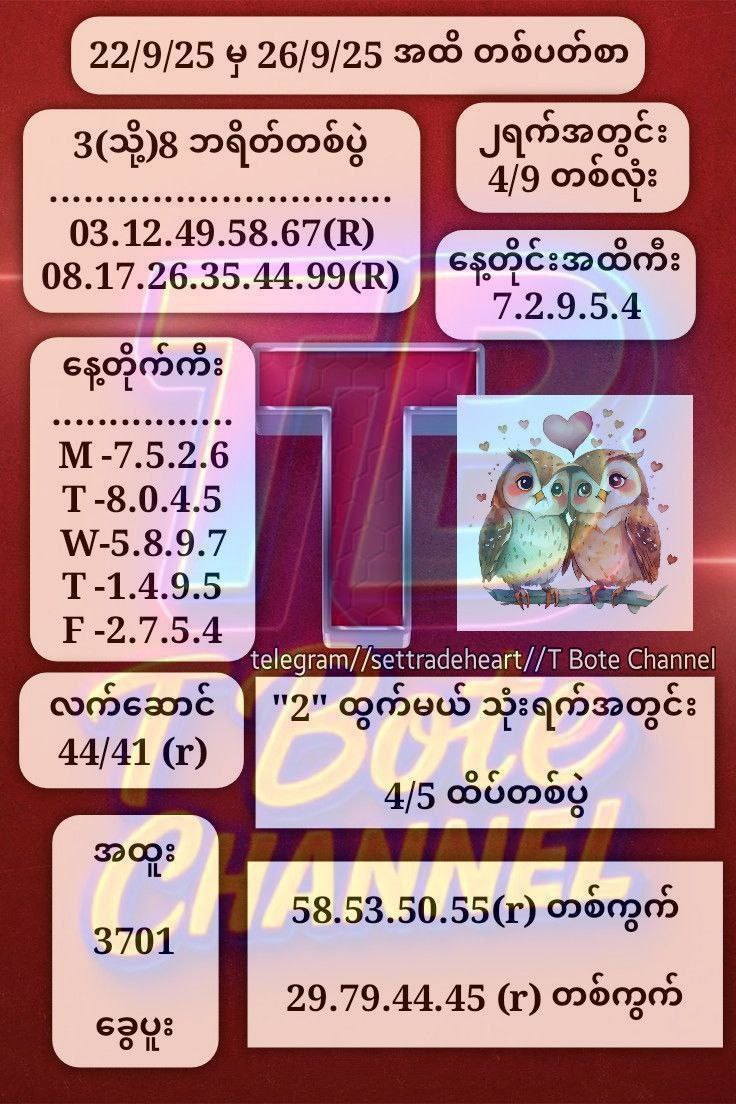 22/9/25 မှ 26/9/25 အထိ တစ်ပတ်စာ
3(သို့)8 ဘရိတ်တစ်ပွဲ
..............................
03.12.49.58.67(R)
08.17.26.35.44.99(R)
၂ရက်အတွင်း
4/9 တစ်လုံး
နေ့တိုင်းအထိကီး
7.2.9.5.4
နေ့တိုက်ကီး
................
M -7.5.2.6
T -8.0.4.5
W-5.8.9.7
T -1.4.9.5
F -2.7.5.4
TB
T
telegram//settradeheart//T Bote Channel
လက်ဆောင်
44/41 (r)
"2" ထွက်မယ် သုံးရက်အတွင်း
4/5 ထိပ်တစ်ပွဲ
T Bote
CHANNEL
အထူး
3701
ခွေပူး
58.53.50.55(r) တစ်ကွက်
29.79.44.45 (r) တစ်ကွက်